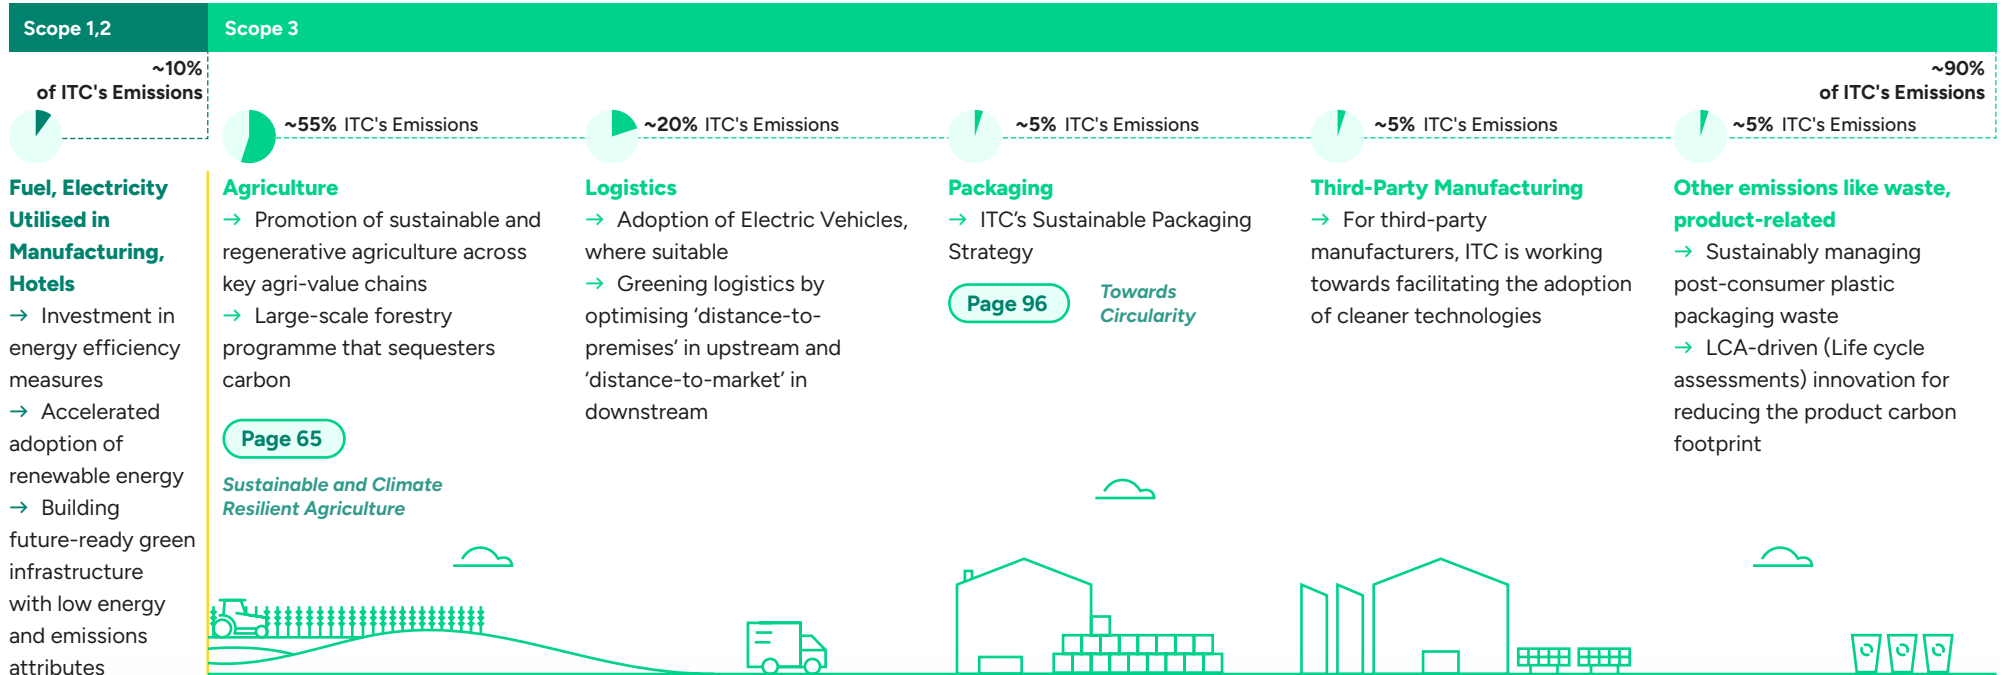 Scope 1,2
Scope 3
~10%
of ITC's Emissions
~90%
of ITC's Emissions
~55% ITC's Emissions
~20% ITC's Emissions
~5% ITC's Emissions
~5% ITC's Emissions
~5% ITC's Emissions
Fuel, Electricity
Utilised in
Manufacturing,
Hotels
→ Investment in
energy efficiency
measures
→ Accelerated
adoption of
renewable energy
→ Building
future-ready green
infrastructure
with low energy
and emissions
attributes
Agriculture
→ Promotion of sustainable and
regenerative agriculture across
key agri-value chains
→ Large-scale forestry
programme that sequesters
carbon
Page 65
Sustainable and Climate
Resilient Agriculture
Logistics
→ Adoption of Electric Vehicles,
where suitable
→ Greening logistics by
optimising ‘distance-to-
premises’ in upstream and
‘distance-to-market’ in
downstream
Packaging
→ ITC’s Sustainable Packaging
Strategy
Page 96
Towards
Circularity
Third-Party Manufacturing
→ For third-party
manufacturers, ITC is working
towards facilitating the adoption
of cleaner technologies
Other emissions like waste,
product-related
→ Sustainably managing
post-consumer plastic
packaging waste
→ LCA-driven (Life cycle
assessments) innovation for
reducing the product carbon
footprint